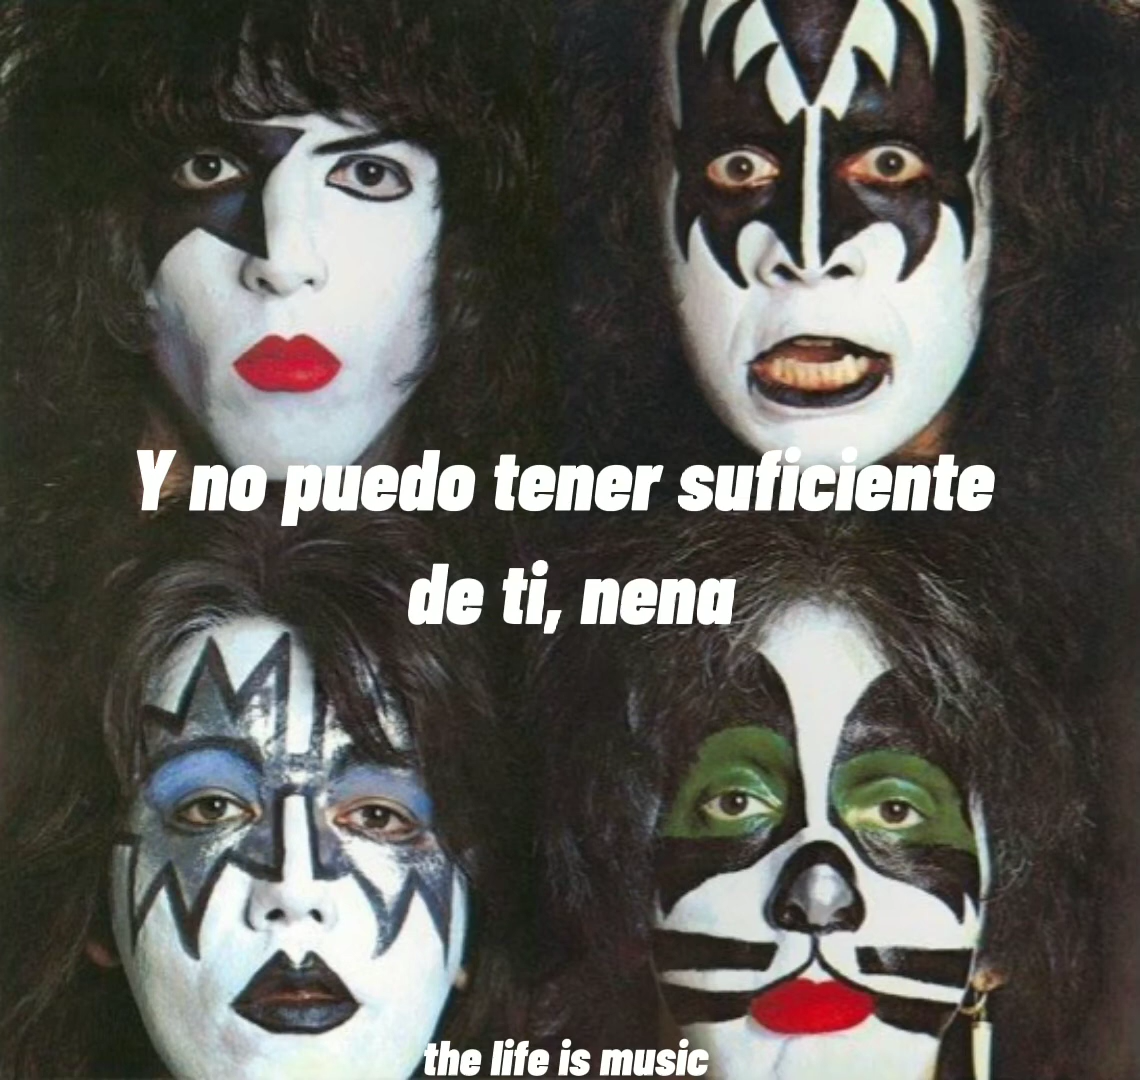 Y no puedo tener suficiente
de ti, nena
the life is music